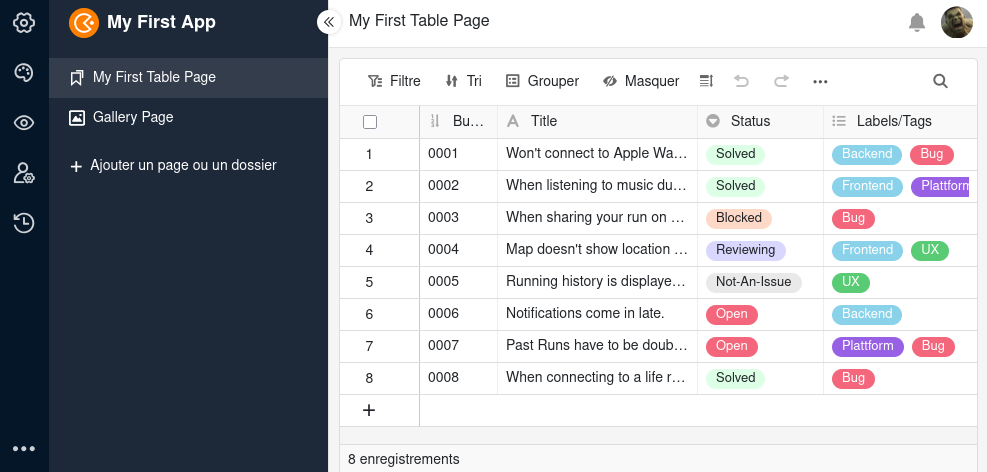 My First App
My First Table Page
Gallery Page
Ajouter un page ou un dossier
My First Table Page
Filtre Tri Grouper Masquer
Bu… Title Status Labels/Tags
1 0001 Won't connect to Apple Wa… Solved Backend Bug
2 0002 When listening to music du… Solved Frontend Plattform
3 0003 When sharing your run on … Blocked Bug
4 0004 Map doesn't show location … Reviewing Frontend UX
5 0005 Running history is displaye… Not-An-Issue UX
6 0006 Notifications come in late. Open Backend
7 0007 Past Runs have to be doub… Open Plattform Bug
8 0008 When connecting to a life r… Solved Bug
8 enregistrements